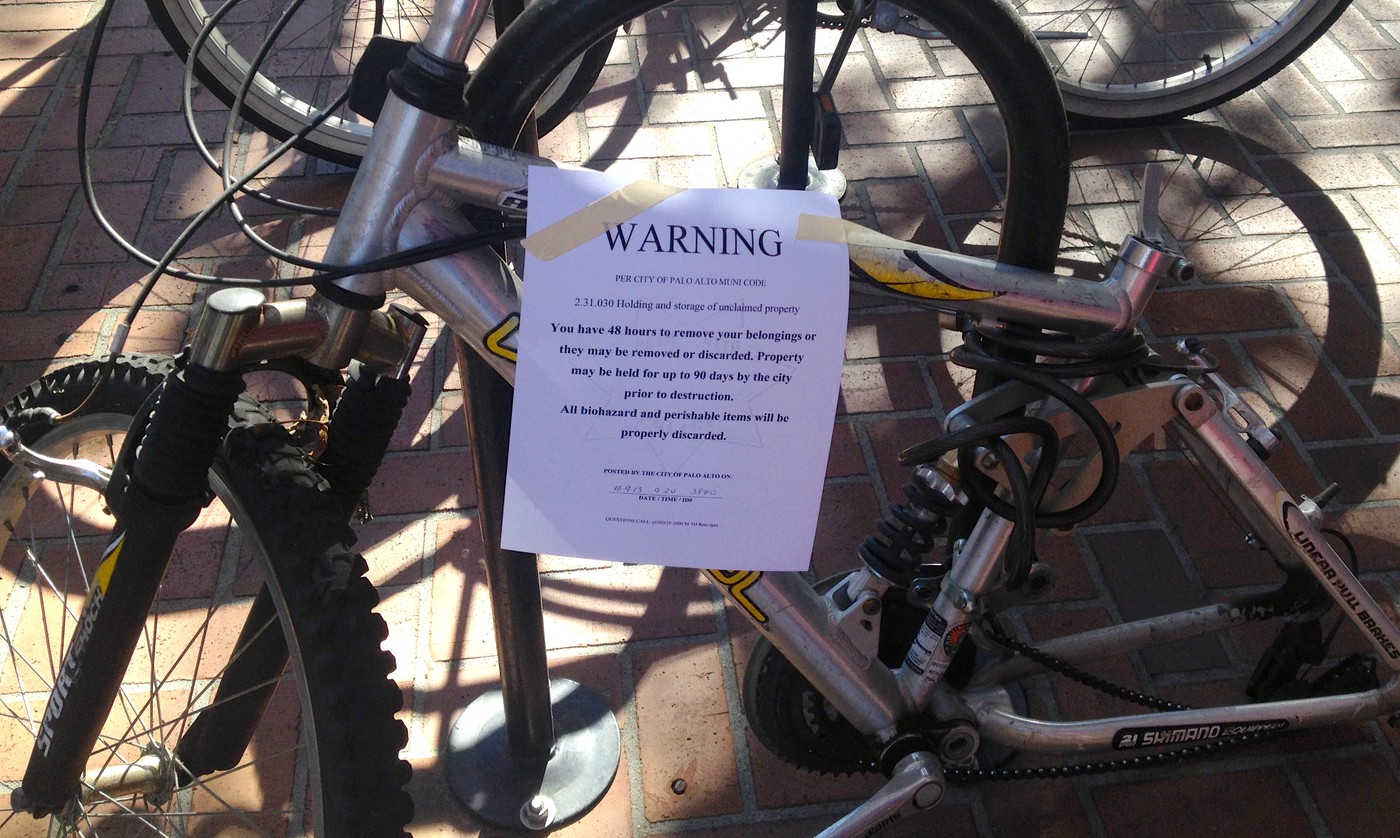 WARNING
PER CITY OF PALO ALTO MUNI CODE
2.31.030 Holding and storage of unclaimed property
You have 48 hours to remove your belongings or
they may be removed or discarded. Property
may be held for up to 90 days by the city
prior to destruction.
All biohazard and perishable items will be
properly discarded.
POSTED BY THE CITY OF PALO ALTO ON
DATE / TIME / ID#
QUESTIONS CALL:
SPORT
LINEAR PULL BRAKES
21 SHIMANO EQUIPPED